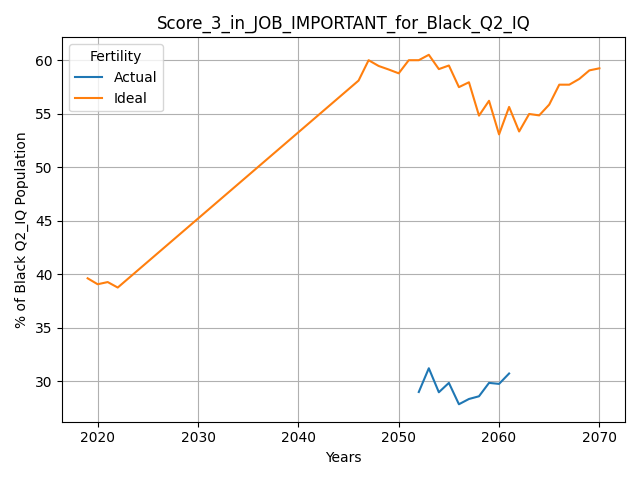 Score_3_in_JOB_IMPORTANT_for_Black_Q2_IQ
Fertility
Actual
Ideal
% of Black Q2_IQ Population
60
55
50
45
40
35
30
2020 2030 2040 2050 2060 2070
Years